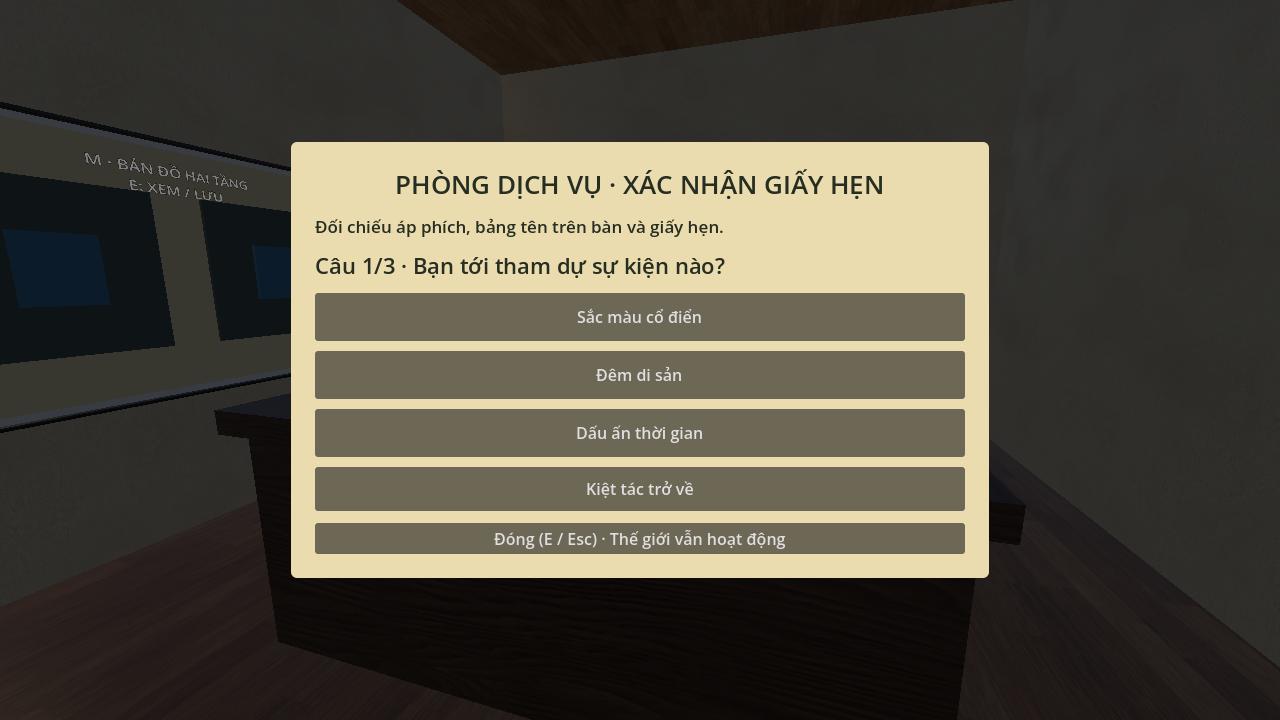 M · BẢN ĐỒ HAI TẦNG
E: XEM / LƯU
PHÒNG DỊCH VỤ · XÁC NHẬN GIẤY HẸN
Đối chiếu áp phích, bảng tên trên bàn và giấy hẹn.
Câu 1/3 · Bạn tới tham dự sự kiện nào?
Sắc màu cổ điển
Đêm di sản
Dấu ấn thời gian
Kiệt tác trở về
Đóng (E / Esc) · Thế giới vẫn hoạt động